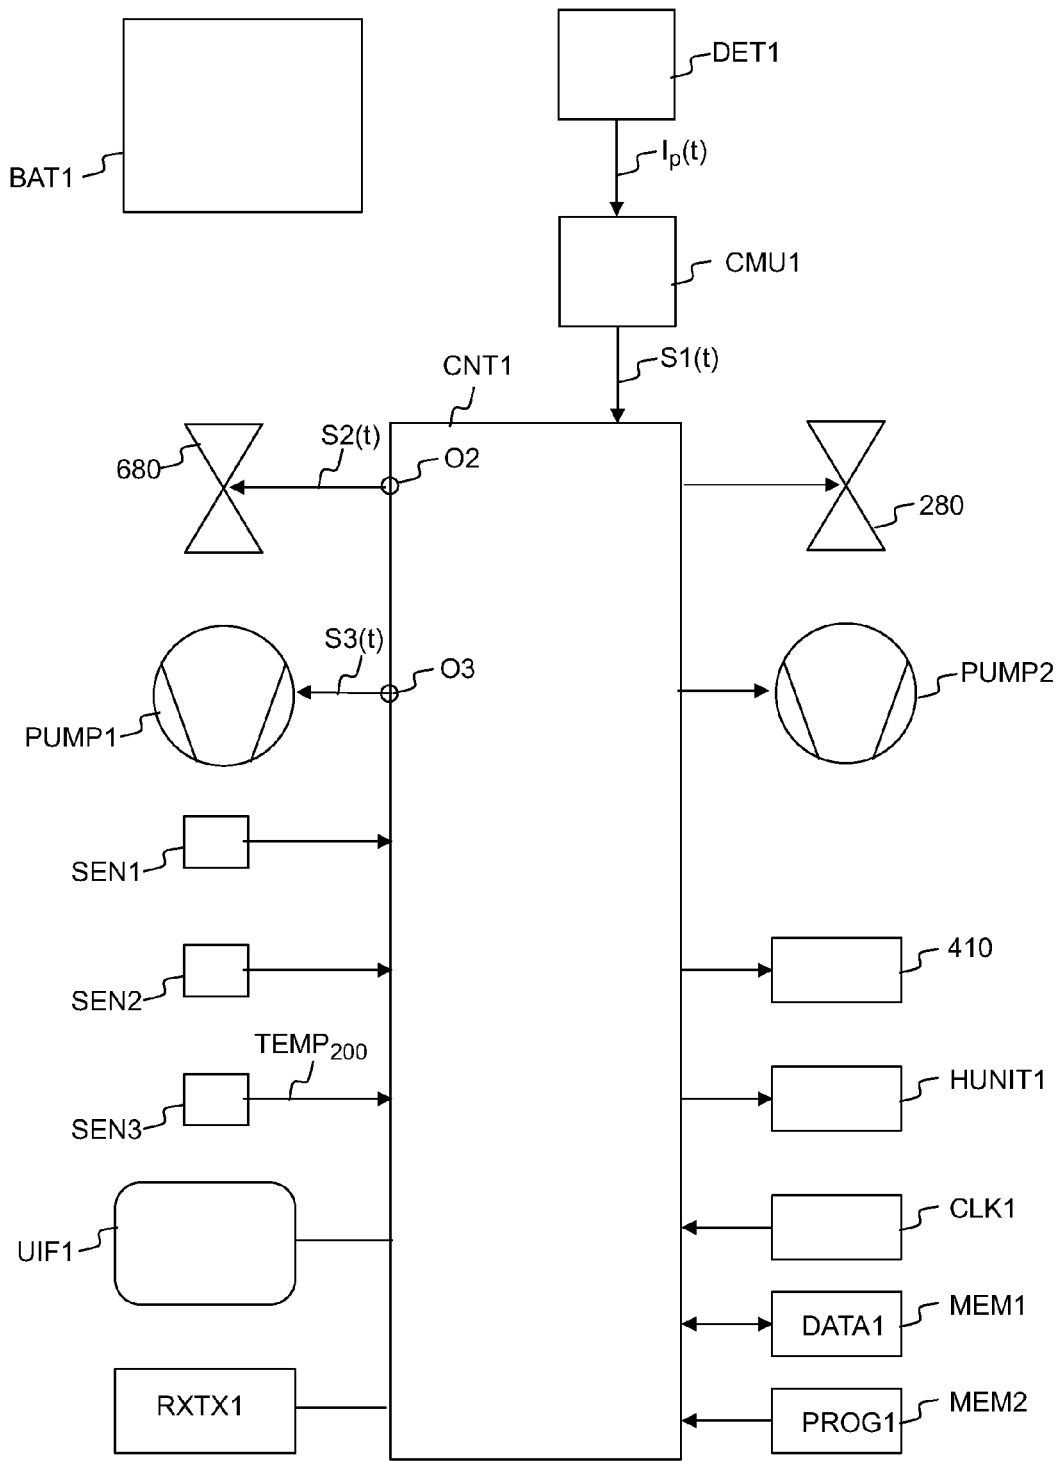 DET1
BAT1
Ip(t)
CMU1
S1(t)
CNT1
S2(t)
O2
680
280
S3(t)
O3
PUMP1
PUMP2
SEN1
410
SEN2
TEMP200
HUNIT1
SEN3
CLK1
UIF1
MEM1
DATA1
MEM2
RXTX1
PROG1